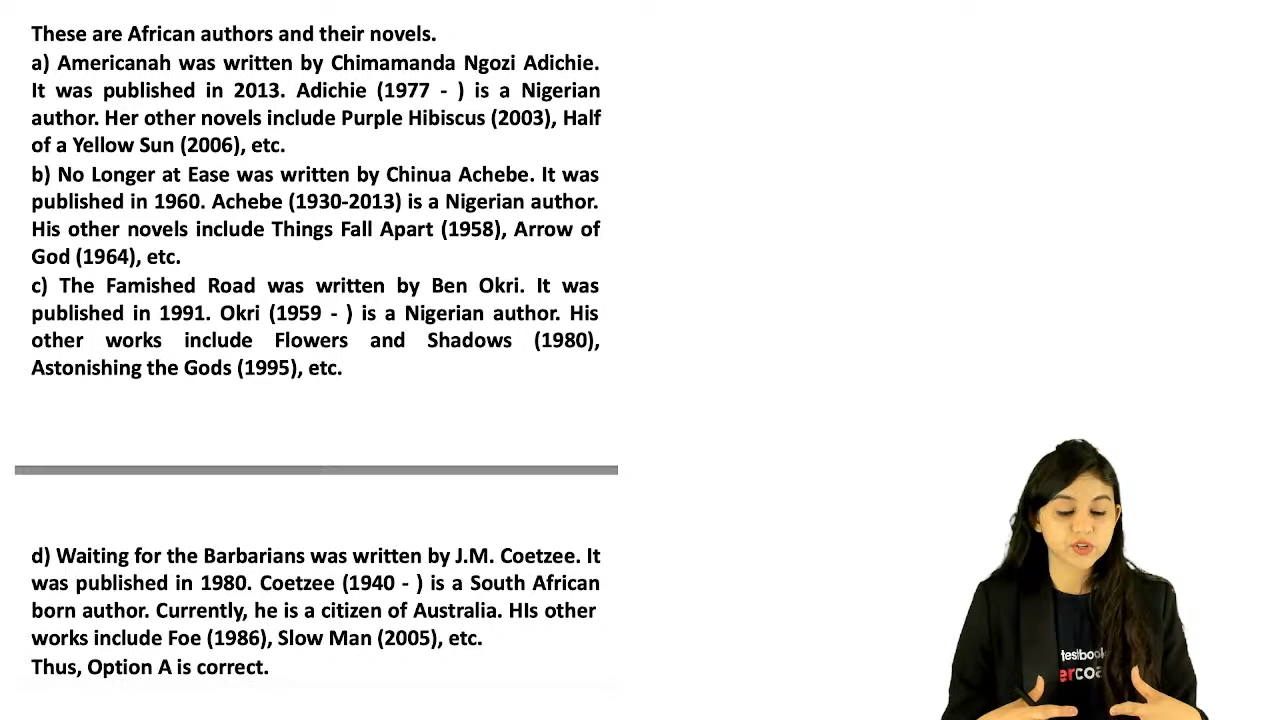 These are African authors and their novels.
a) Americanah was written by Chimamanda Ngozi Adichie.
It was published in 2013. Adichie (1977 - ) is a Nigerian
author. Her other novels include Purple Hibiscus (2003), Half
of a Yellow Sun (2006), etc.
b) No Longer at Ease was written by Chinua Achebe. It was
published in 1960. Achebe (1930-2013) is a Nigerian author.
His other novels include Things Fall Apart (1958), Arrow of
God (1964), etc.
c) The Famished Road was written by Ben Okri. It was
published in 1991. Okri (1959 - ) is a Nigerian author. His
other works include Flowers and Shadows (1980),
Astonishing the Gods (1995), etc.
d) Waiting for the Barbarians was written by J.M. Coetzee. It
was published in 1980. Coetzee (1940 - ) is a South African
born author. Currently, he is a citizen of Australia. HIs other
works include Foe (1986), Slow Man (2005), etc.
Thus, Option A is correct.